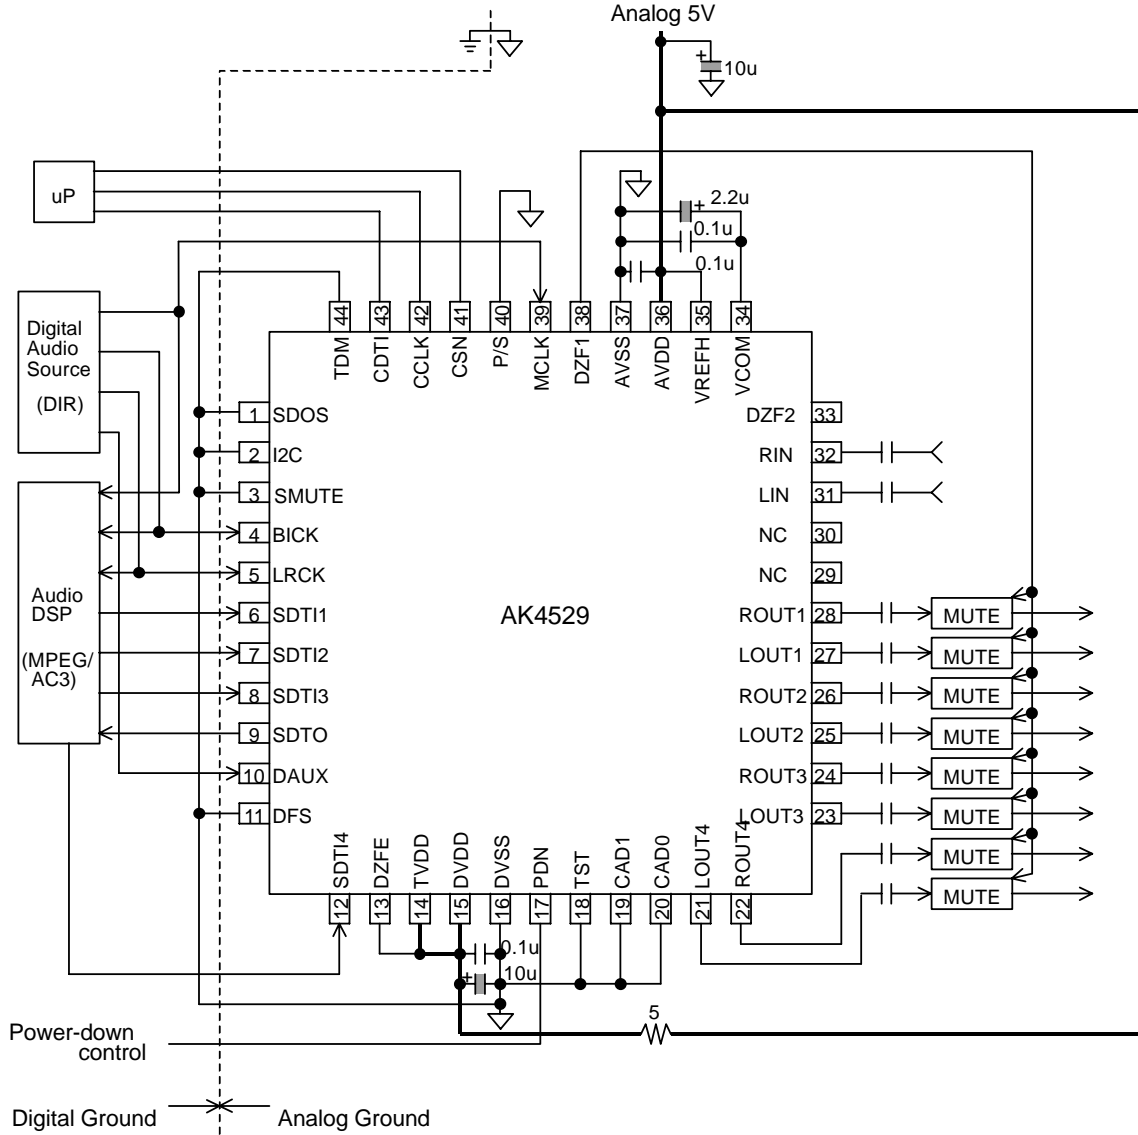 Analog 5V
10u
uP
2.2u
0.1u
0.1u
44
43
42
41
40
39
38
37
36
35
34
TDM
CDTI
CCLK
CSN
P/S
MCLK
DZF1
AVSS
AVDD
VREFH
VCOM
Digital
Audio
Source
(DIR)
Audio
DSP
(MPEG/
AC3)
1 SDOS
2 I2C
3 SMUTE
4 BICK
5 LRCK
6 SDTI1
7 SDTI2
8 SDTI3
9 SDTO
10 DAUX
11 DFS
AK4529
DZF2 33
RIN 32
LIN 31
NC 30
NC 29
ROUT1 28 MUTE
LOUT1 27 MUTE
ROUT2 26 MUTE
LOUT2 25 MUTE
ROUT3 24 MUTE
LOUT3 23 MUTE
MUTE
MUTE
SDTI4
DZFE
TVDD
DVDD
DVSS
PDN
TST
CAD1
CAD0
LOUT4
ROUT4
12
13
14
15
16
17
18
19
20
21
22
0.1u
10u
5
Power-down
control
Digital Ground
Analog Ground